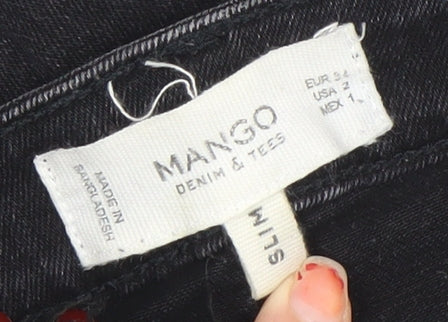 MANGO
DENIM & TEES
MADE IN
BANGLADESH
EUR 34
USA 2
MEX 1
SLIM